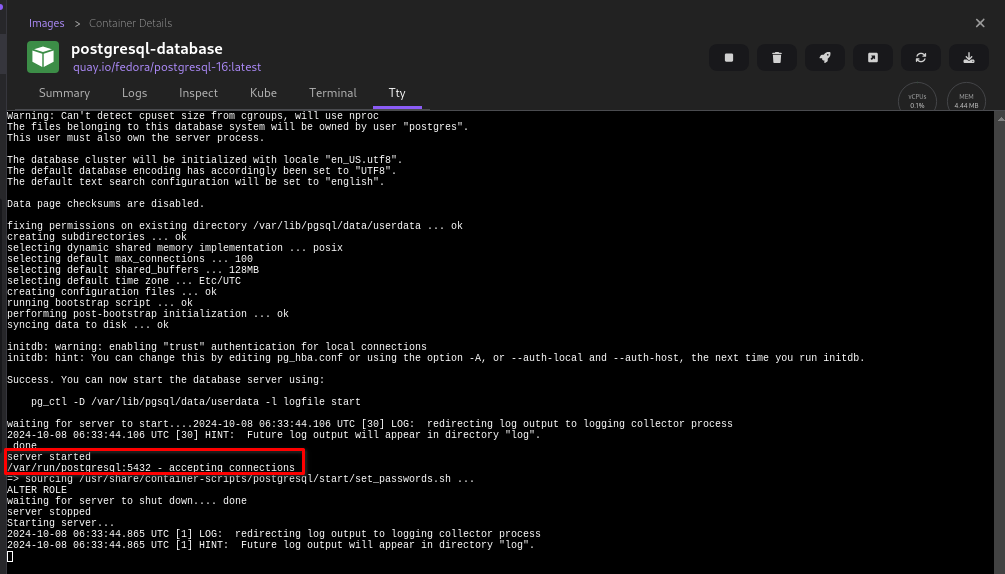 Images > Container Details
postgresql-database
quay.io/fedora/postgresql-16:latest
Summary Logs Inspect Kube Terminal Tty
vCPUs
0.1%
MEM
4.44 MB
Warning: Can't detect cpuset size from cgroups, will use nproc
The files belonging to this database system will be owned by user "postgres".
This user must also own the server process.
The database cluster will be initialized with locale "en_US.utf8".
The default database encoding has accordingly been set to "UTF8".
The default text search configuration will be set to "english".
Data page checksums are disabled.
fixing permissions on existing directory /var/lib/pgsql/data/userdata ... ok
creating subdirectories ... ok
selecting dynamic shared memory implementation ... posix
selecting default max_connections ... 100
selecting default shared_buffers ... 128MB
selecting default time zone ... Etc/UTC
creating configuration files ... ok
running bootstrap script ... ok
performing post-bootstrap initialization ... ok
syncing data to disk ... ok
initdb: warning: enabling "trust" authentication for local connections
initdb: hint: You can change this by editing pg_hba.conf or using the option -A, or --auth-local and --auth-host, the next time you run initdb.
Success. You can now start the database server using:
pg_ctl -D /var/lib/pgsql/data/userdata -l logfile start
waiting for server to start....2024-10-08 06:33:44.106 UTC [30] LOG:  redirecting log output to logging collector process
2024-10-08 06:33:44.106 UTC [30] HINT:  Future log output will appear in directory "log".
done
server started
/var/run/postgresql:5432 - accepting connections
=> sourcing /usr/share/container-scripts/postgresql/start/set_passwords.sh ...
ALTER ROLE
waiting for server to shut down.... done
server stopped
Starting server...
2024-10-08 06:33:44.865 UTC [1] LOG:  redirecting log output to logging collector process
2024-10-08 06:33:44.865 UTC [1] HINT:  Future log output will appear in directory "log".